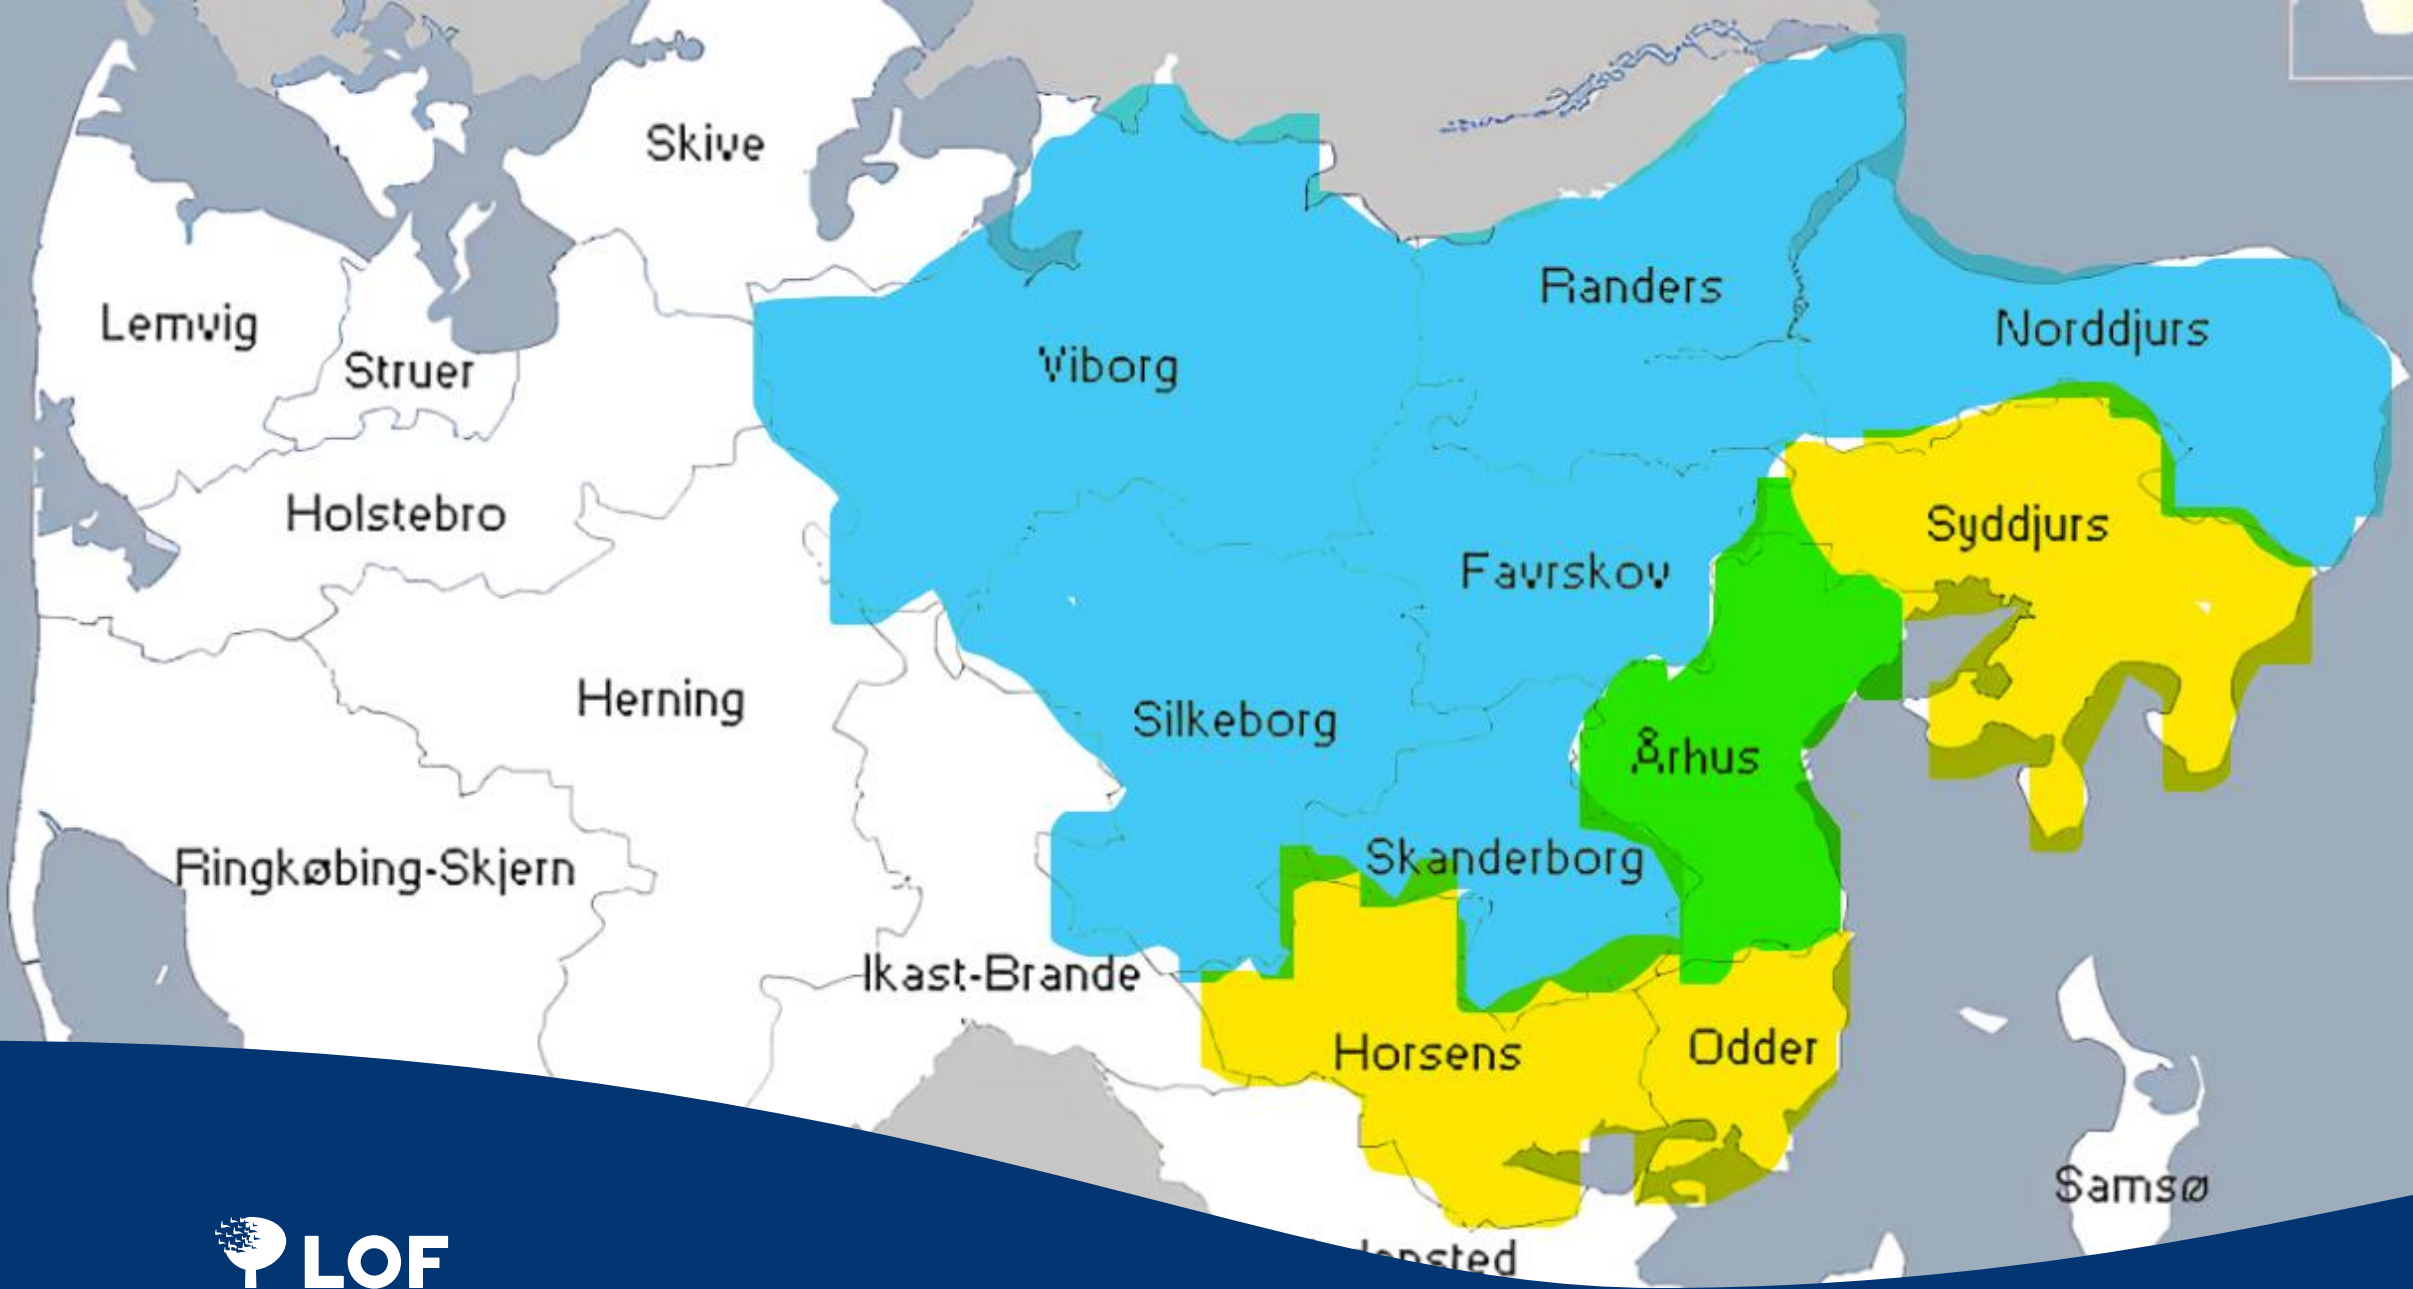 Skive
Randers
Lemvig
Norddjurs
Struer
Viborg
Holstebro
Syddjurs
Favrskov
Herning
Silkeborg
Århus
Ringkøbing-Skjern
Skanderborg
Ikast-Brande
Horsens
Odder
Samsø
LOF